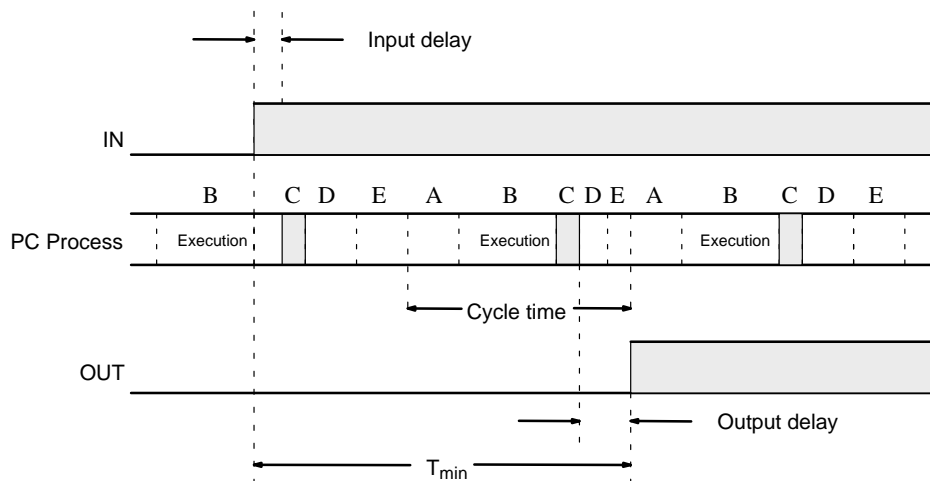 Input delay
IN
B C D E A B C D E A B C D E
PC Process Execution Execution Execution
Cycle time
OUT
Output delay
Tmin